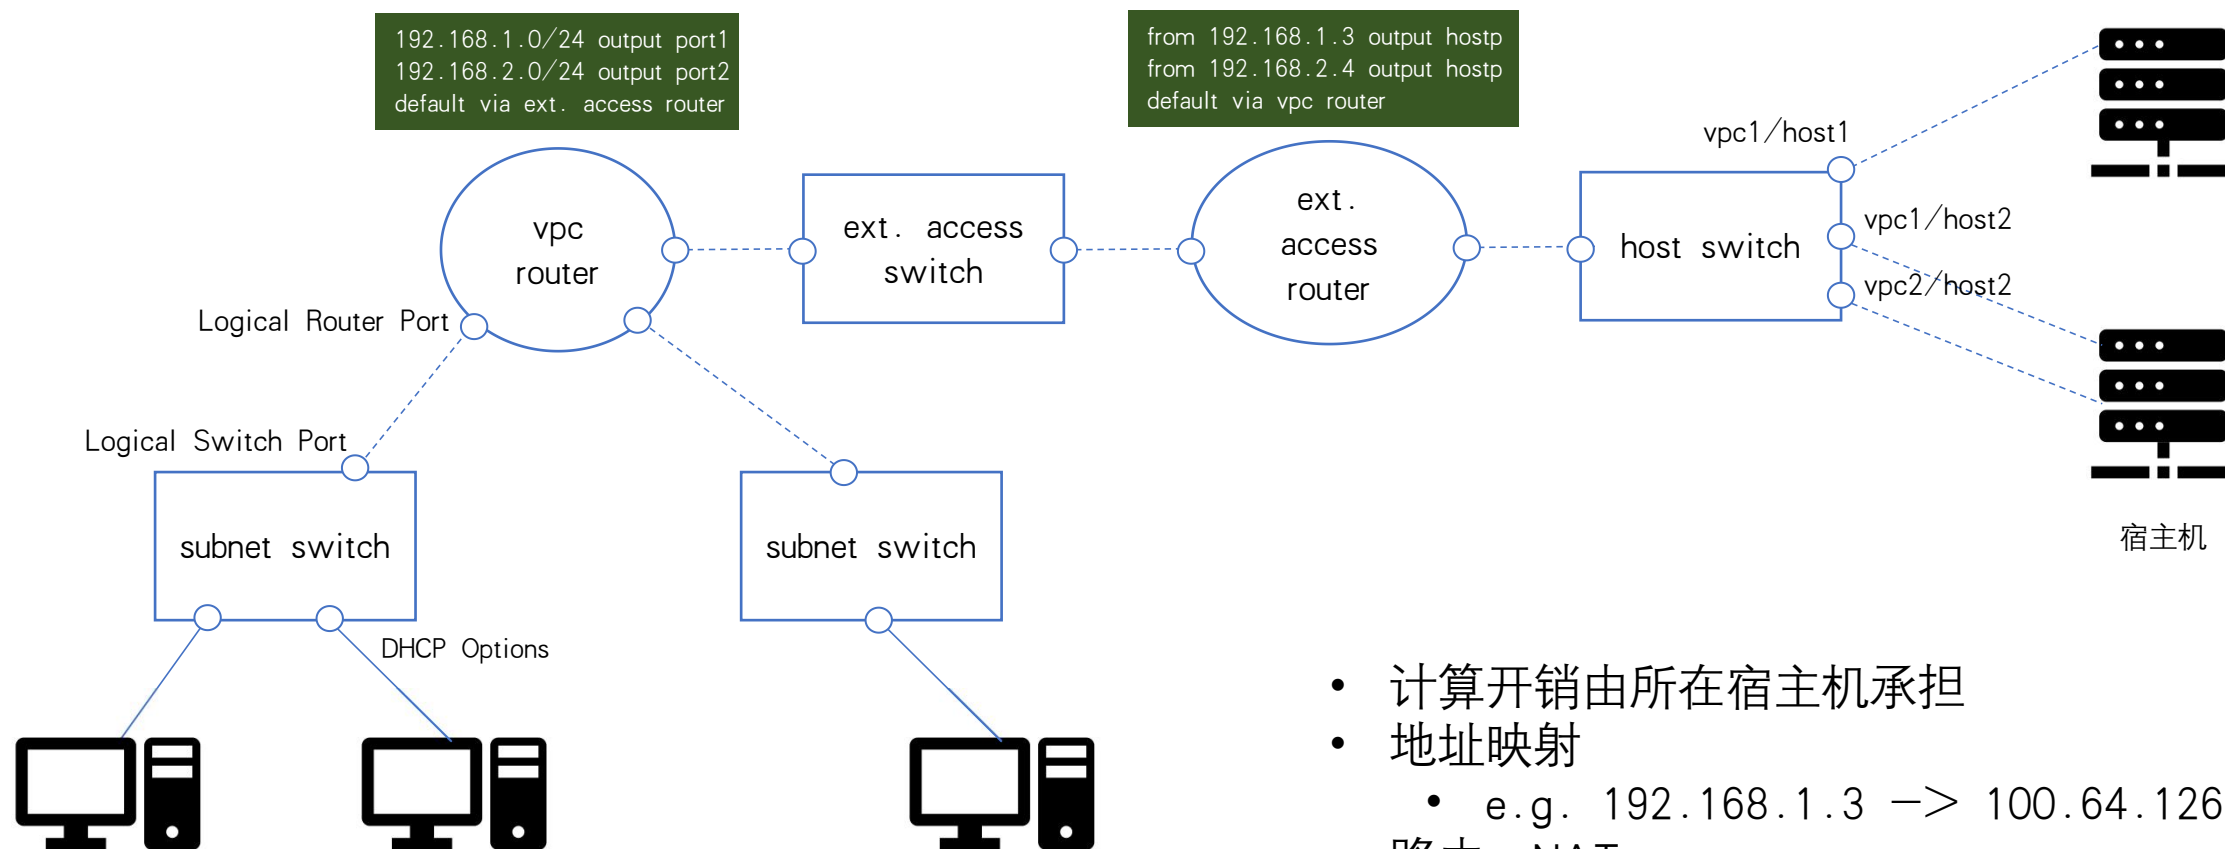 192.168.1.0/24 output port1
192.168.2.0/24 output port2
default via ext. access router
from 192.168.1.3 output hostp
from 192.168.2.4 output hostp
default via vpc router
vpc1/host1
vpc
router
ext. access
switch
ext.
access
router
host switch
vpc1/host2
vpc2/host2
Logical Router Port
Logical Switch Port
subnet switch
subnet switch
宿主机
DHCP Options
• 计算开销由所在宿主机承担
• 地址映射
• e.g. 192.168.1.3 -> 100.64.126